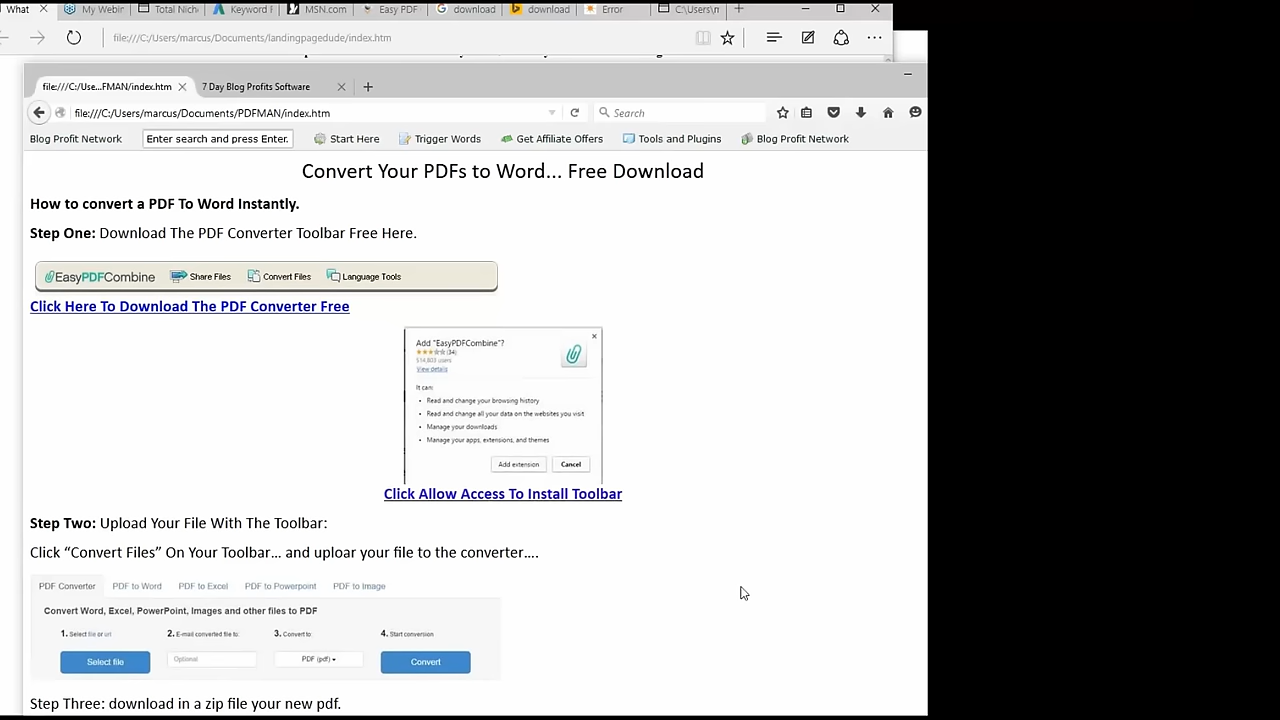 What
My Webin
Total Niche
Keyword F
MSN.com
Easy PDF
download
download
Error
C:\Users\m
file:///C:/Users/marcus/Documents/landingpagedude/index.htm
file:///C:/Use...FMAN/index.htm
7 Day Blog Profits Software
file:///C:/Users/marcus/Documents/PDFMAN/index.htm
Search
Blog Profit Network
Enter search and press Enter.
Start Here
Trigger Words
Get Affiliate Offers
Tools and Plugins
Blog Profit Network
Convert Your PDFs to Word... Free Download
How to convert a PDF To Word Instantly.
Step One: Download The PDF Converter Toolbar Free Here.
EasyPDFCombine
Share Files
Convert Files
Language Tools
Click Here To Download The PDF Converter Free
Add "EasyPDFCombine"?
(34)
514,803 users
View details
It can:
• Read and change your browsing history
• Read and change all your data on the websites you visit
• Manage your downloads
• Manage your apps, extensions, and themes
Add extension
Cancel
Click Allow Access To Install Toolbar
Step Two: Upload Your File With The Toolbar:
Click “Convert Files” On Your Toolbar... and uploar your file to the converter....
PDF Converter
PDF to Word
PDF to Excel
PDF to Powerpoint
PDF to Image
Convert Word, Excel, PowerPoint, Images and other files to PDF
1. Select file or url
2. E-mail converted file to:
3. Convert to:
4. Start conversion
Select file
Optional
PDF (pdf)
Convert
Step Three: download in a zip file your new pdf.